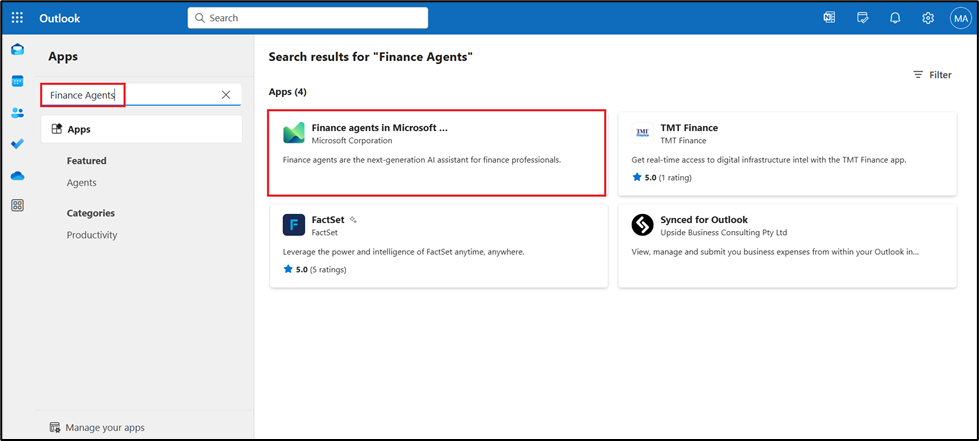 Outlook
Search
MA
Apps
Finance Agents
Apps
Featured
Agents
Categories
Productivity
Manage your apps
Search results for "Finance Agents"
Filter
Apps (4)
Finance agents in Microsoft ...
Microsoft Corporation
Finance agents are the next-generation AI assistant for finance professionals.
TMT
TMT Finance
TMT Finance
Get real-time access to digital infrastructure intel with the TMT Finance app.
5.0 (1 rating)
F
FactSet
FactSet
Leverage the power and intelligence of FactSet anytime, anywhere.
5.0 (5 ratings)
Synced for Outlook
Upside Business Consulting Pty Ltd
View, manage and submit you business expenses from within your Outlook in...